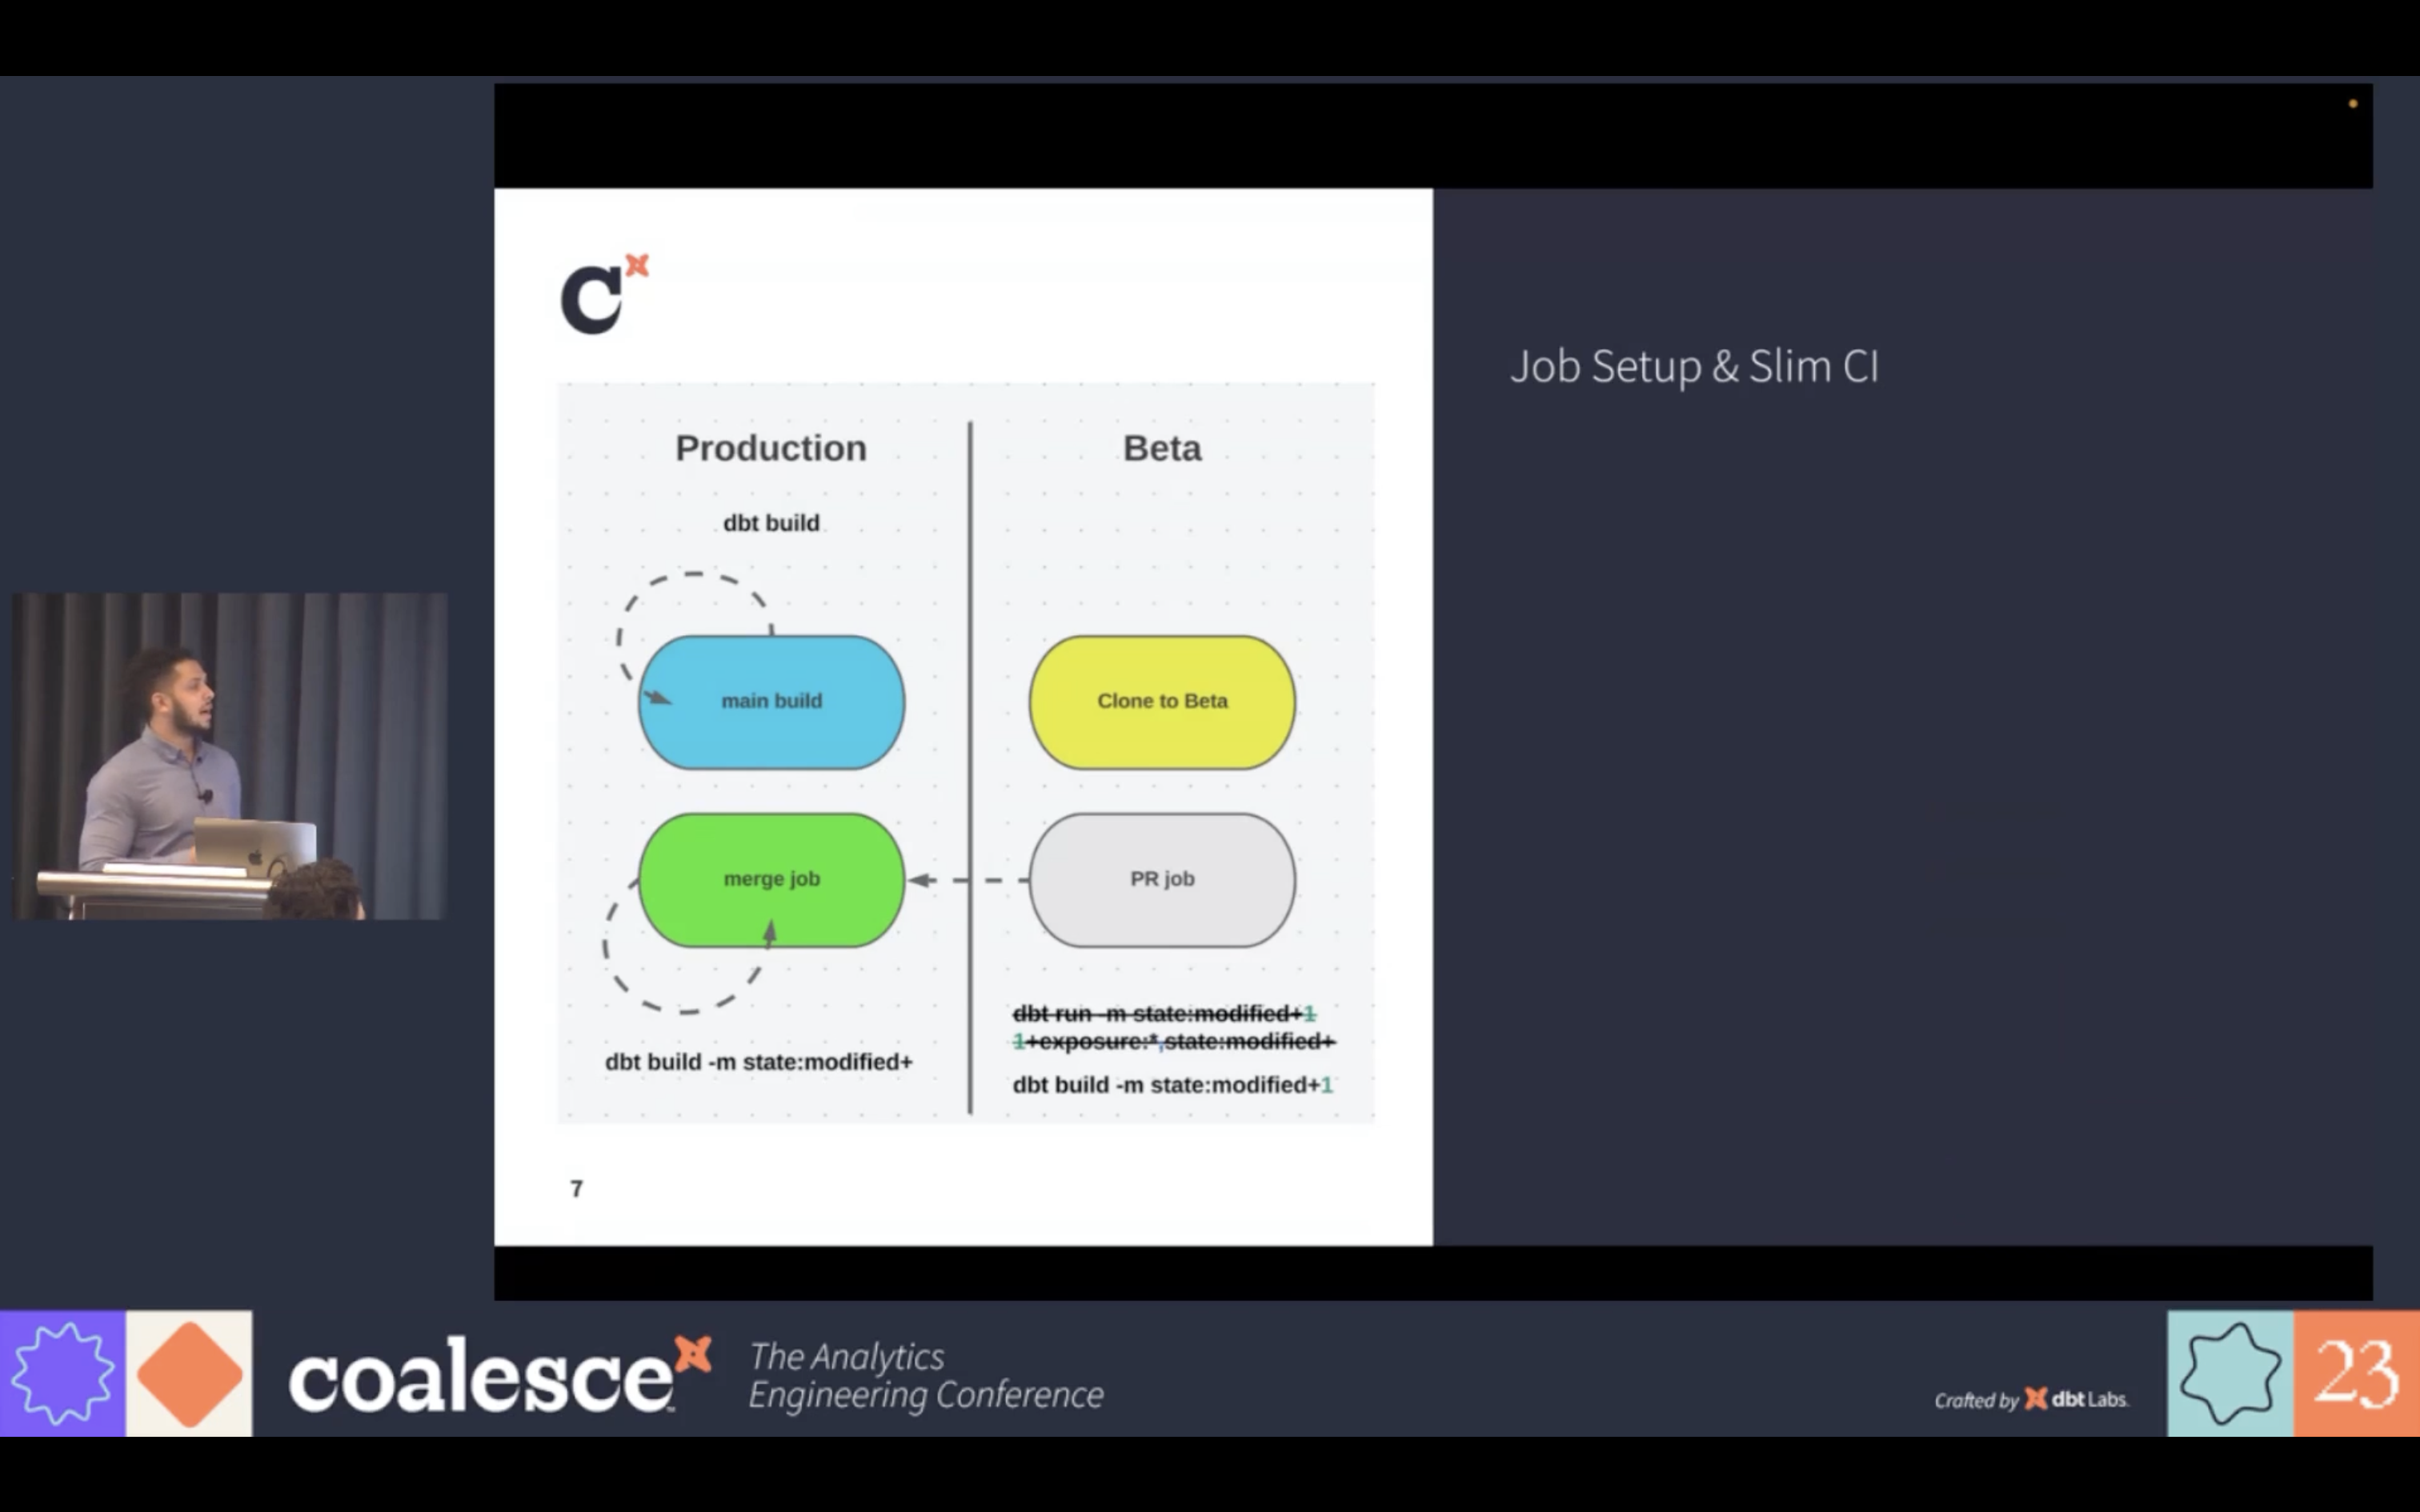 C
Job Setup & Slim CI
Production
Beta
dbt build
main build
Clone to Beta
merge job
PR job
dbt run -m state:modified+1
1+exposure:*,state:modified+
dbt build -m state:modified+
dbt build -m state:modified+1
7
coalesce
The Analytics
Engineering Conference
Crafted by dbt Labs
23